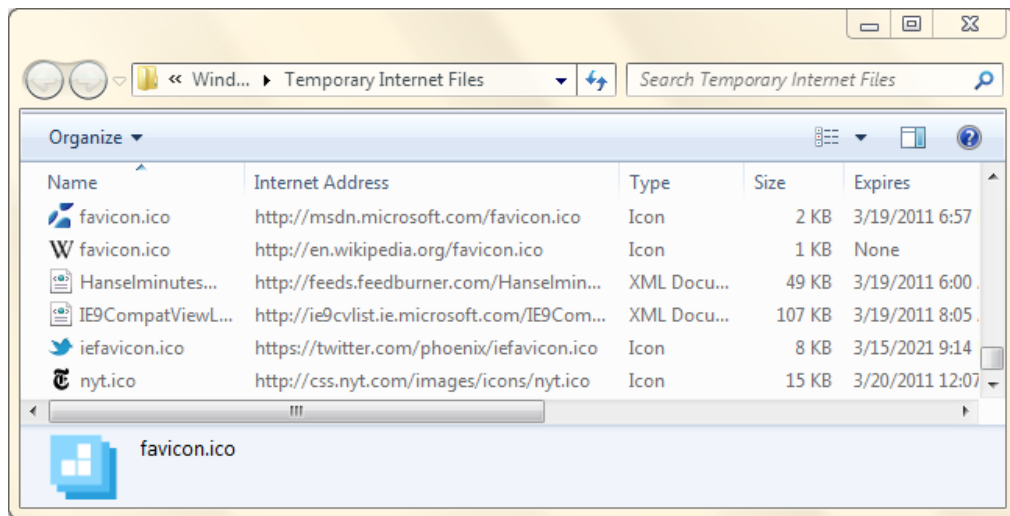 « Wind... ▸ Temporary Internet Files Search Temporary Internet Files
Organize
Name Internet Address Type Size Expires
favicon.ico http://msdn.microsoft.com/favicon.ico Icon 2 KB 3/19/2011 6:57
W favicon.ico http://en.wikipedia.org/favicon.ico Icon 1 KB None
Hanselminutes... http://feeds.feedburner.com/Hanselmin... XML Docu... 49 KB 3/19/2011 6:00
IE9CompatViewL... http://ie9cvlist.ie.microsoft.com/IE9Com... XML Docu... 107 KB 3/19/2011 8:05
iefavicon.ico https://twitter.com/phoenix/iefavicon.ico Icon 8 KB 3/15/2021 9:14
nyt.ico http://css.nyt.com/images/icons/nyt.ico Icon 15 KB 3/20/2011 12:07
favicon.ico